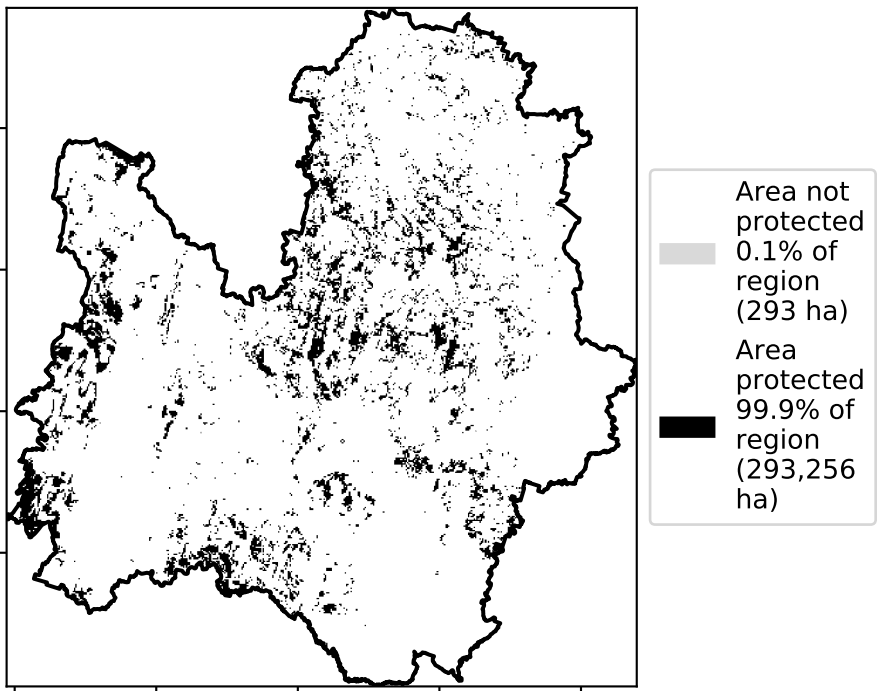 Area not
protected
0.1% of
region
(293 ha)
Area
protected
99.9% of
region
(293,256
ha)